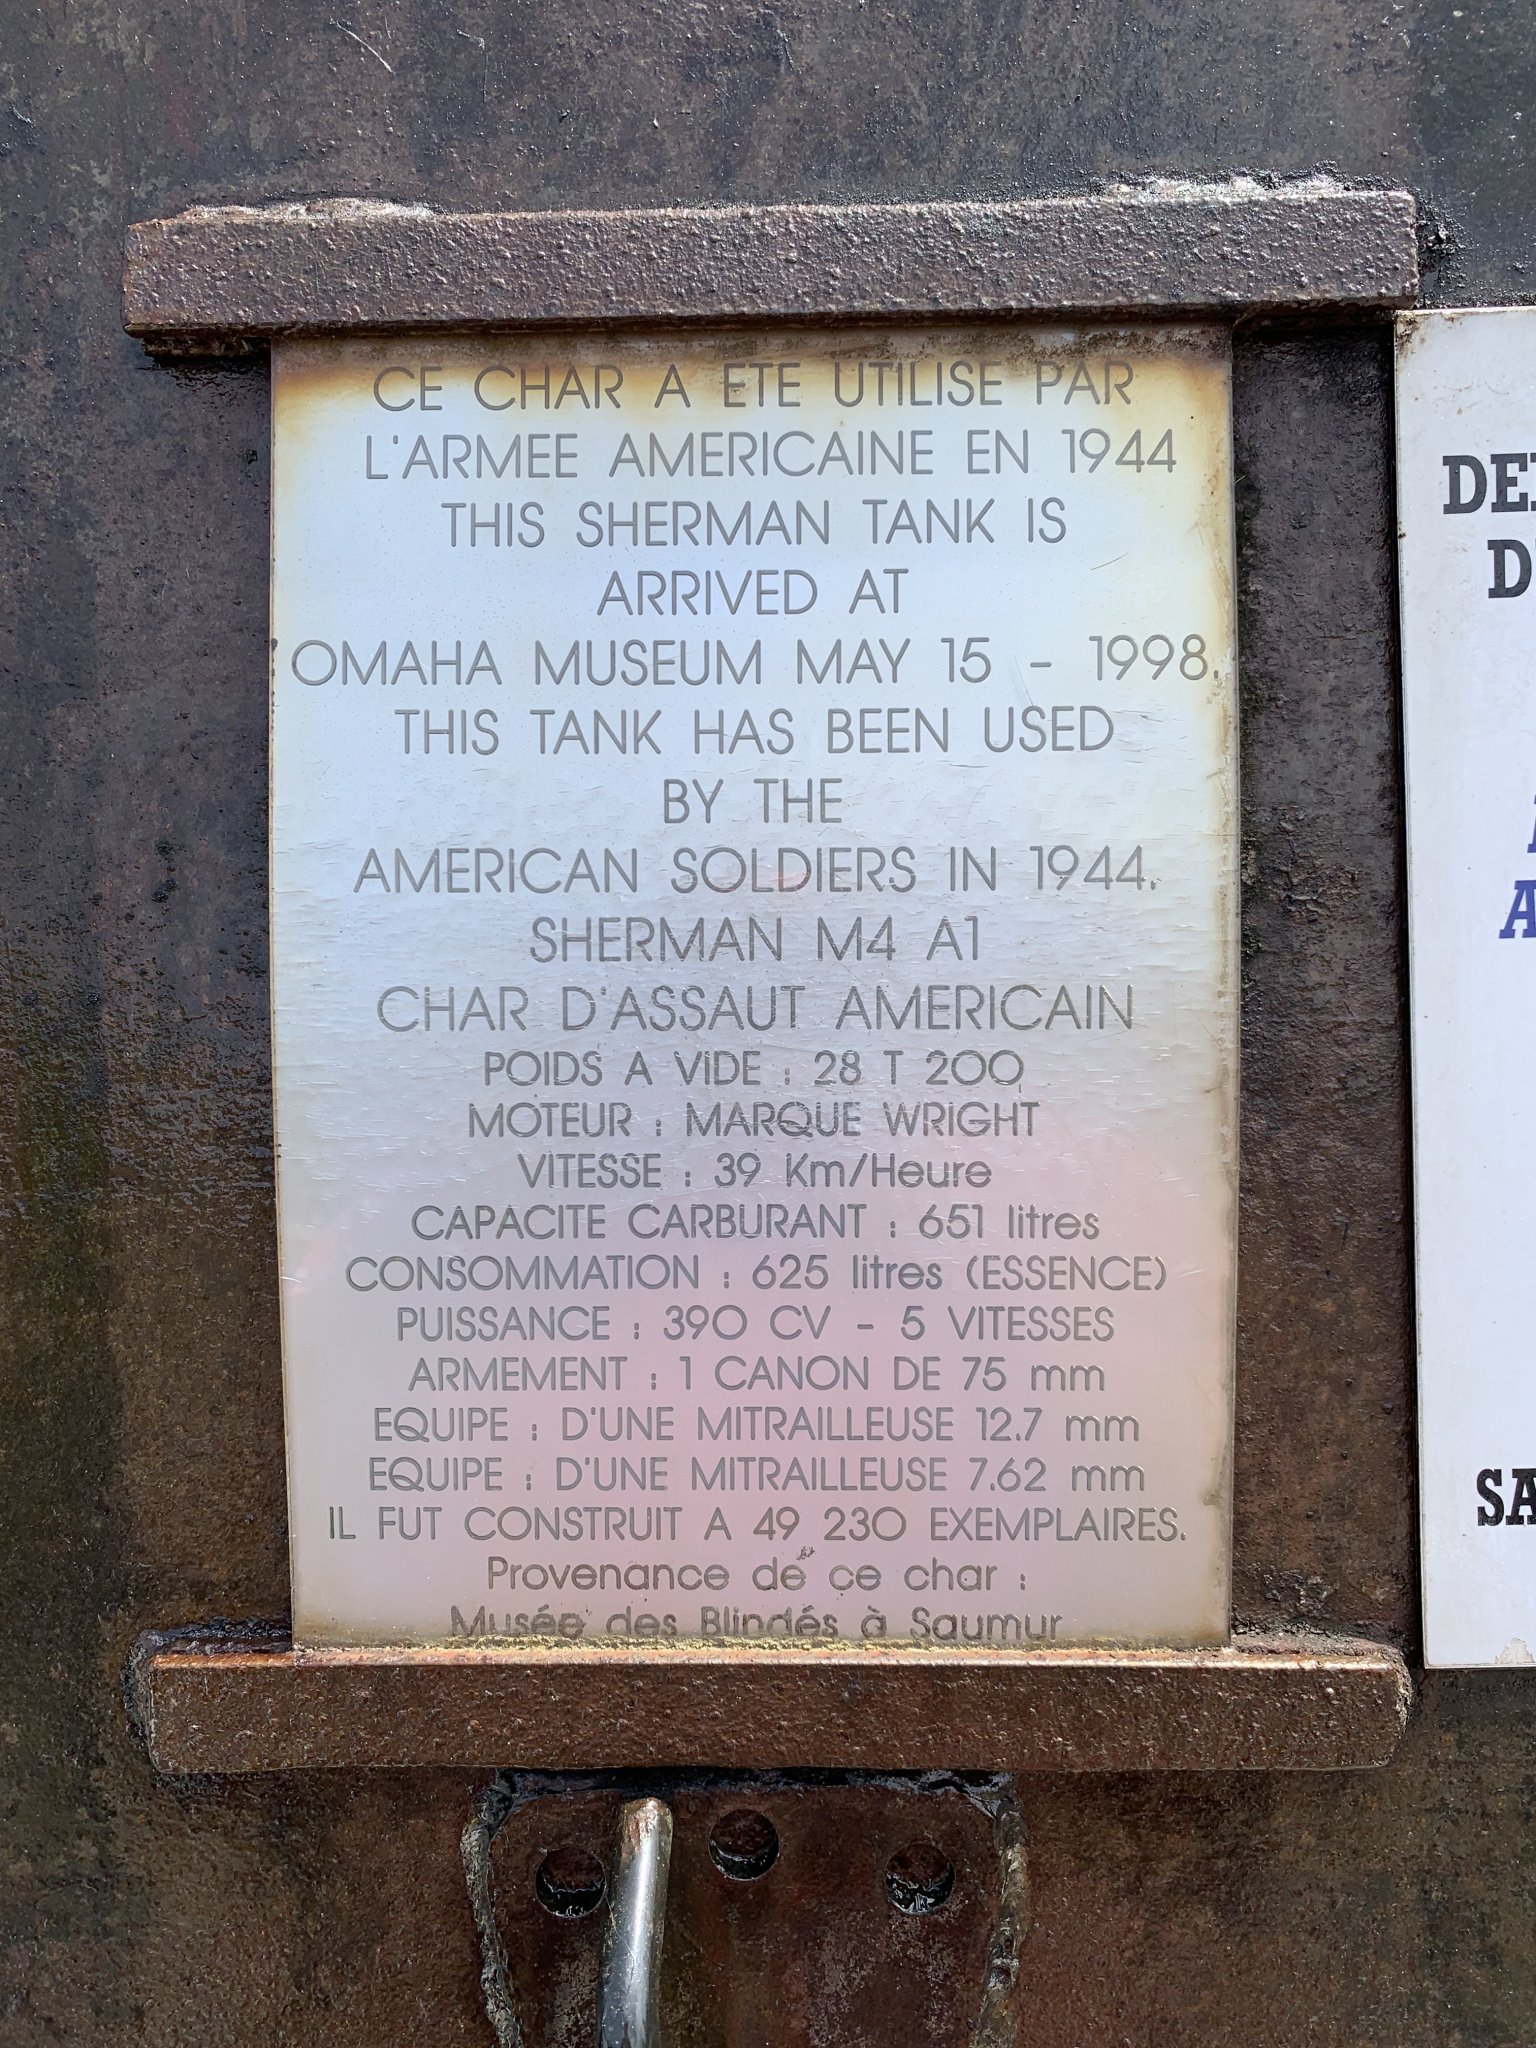 CE CHAR A ETE UTILISE PAR
L'ARMEE AMERICAINE EN 1944
THIS SHERMAN TANK IS
ARRIVED AT
OMAHA MUSEUM MAY 15 - 1998.
THIS TANK HAS BEEN USED
BY THE
AMERICAN SOLDIERS IN 1944.
SHERMAN M4 A1
CHAR D'ASSAUT AMERICAIN
POIDS A VIDE : 28 T 200
MOTEUR : MARQUE WRIGHT
VITESSE : 39 Km/Heure
CAPACITE CARBURANT : 651 litres
CONSOMMATION : 625 litres (ESSENCE)
PUISSANCE : 390 CV - 5 VITESSES
ARMEMENT : 1 CANON DE 75 mm
EQUIPE : D'UNE MITRAILLEUSE 12.7 mm
EQUIPE : D'UNE MITRAILLEUSE 7.62 mm
IL FUT CONSTRUIT A 49 230 EXEMPLAIRES.
Provenance de ce char :
Musée des Blindés à Saumur